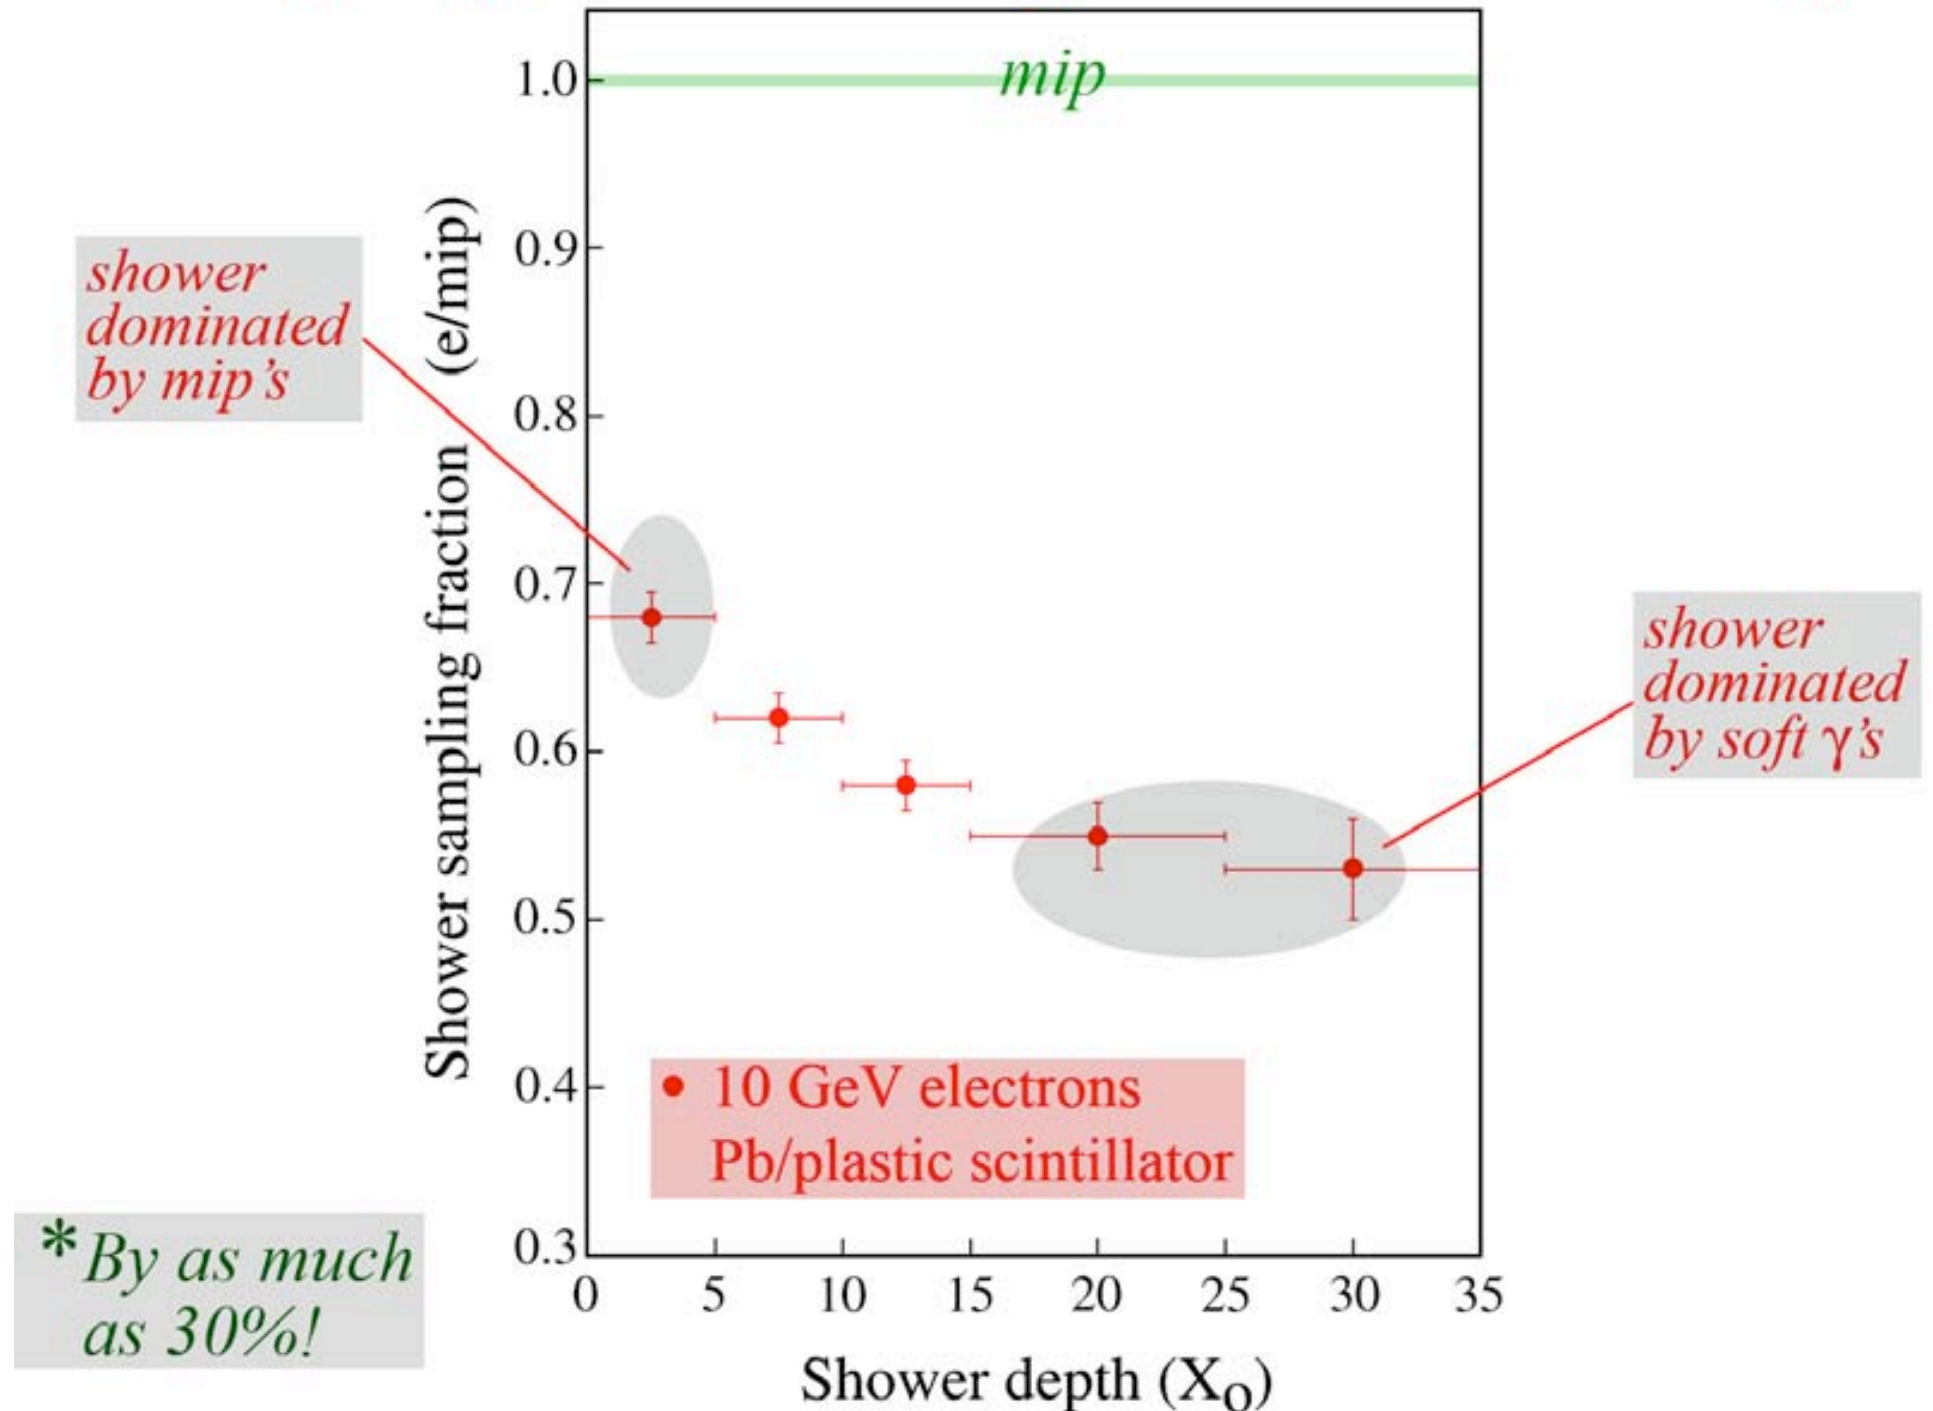 mip
1.0
0.9
0.8
0.7
0.6
0.5
0.4
0.3
Shower sampling fraction (e/mip)
shower
dominated
by mip's
shower
dominated
by soft γ's
• 10 GeV electrons
Pb/plastic scintillator
* By as much
as 30%!
0 5 10 15 20 25 30 35
Shower depth (X₀)